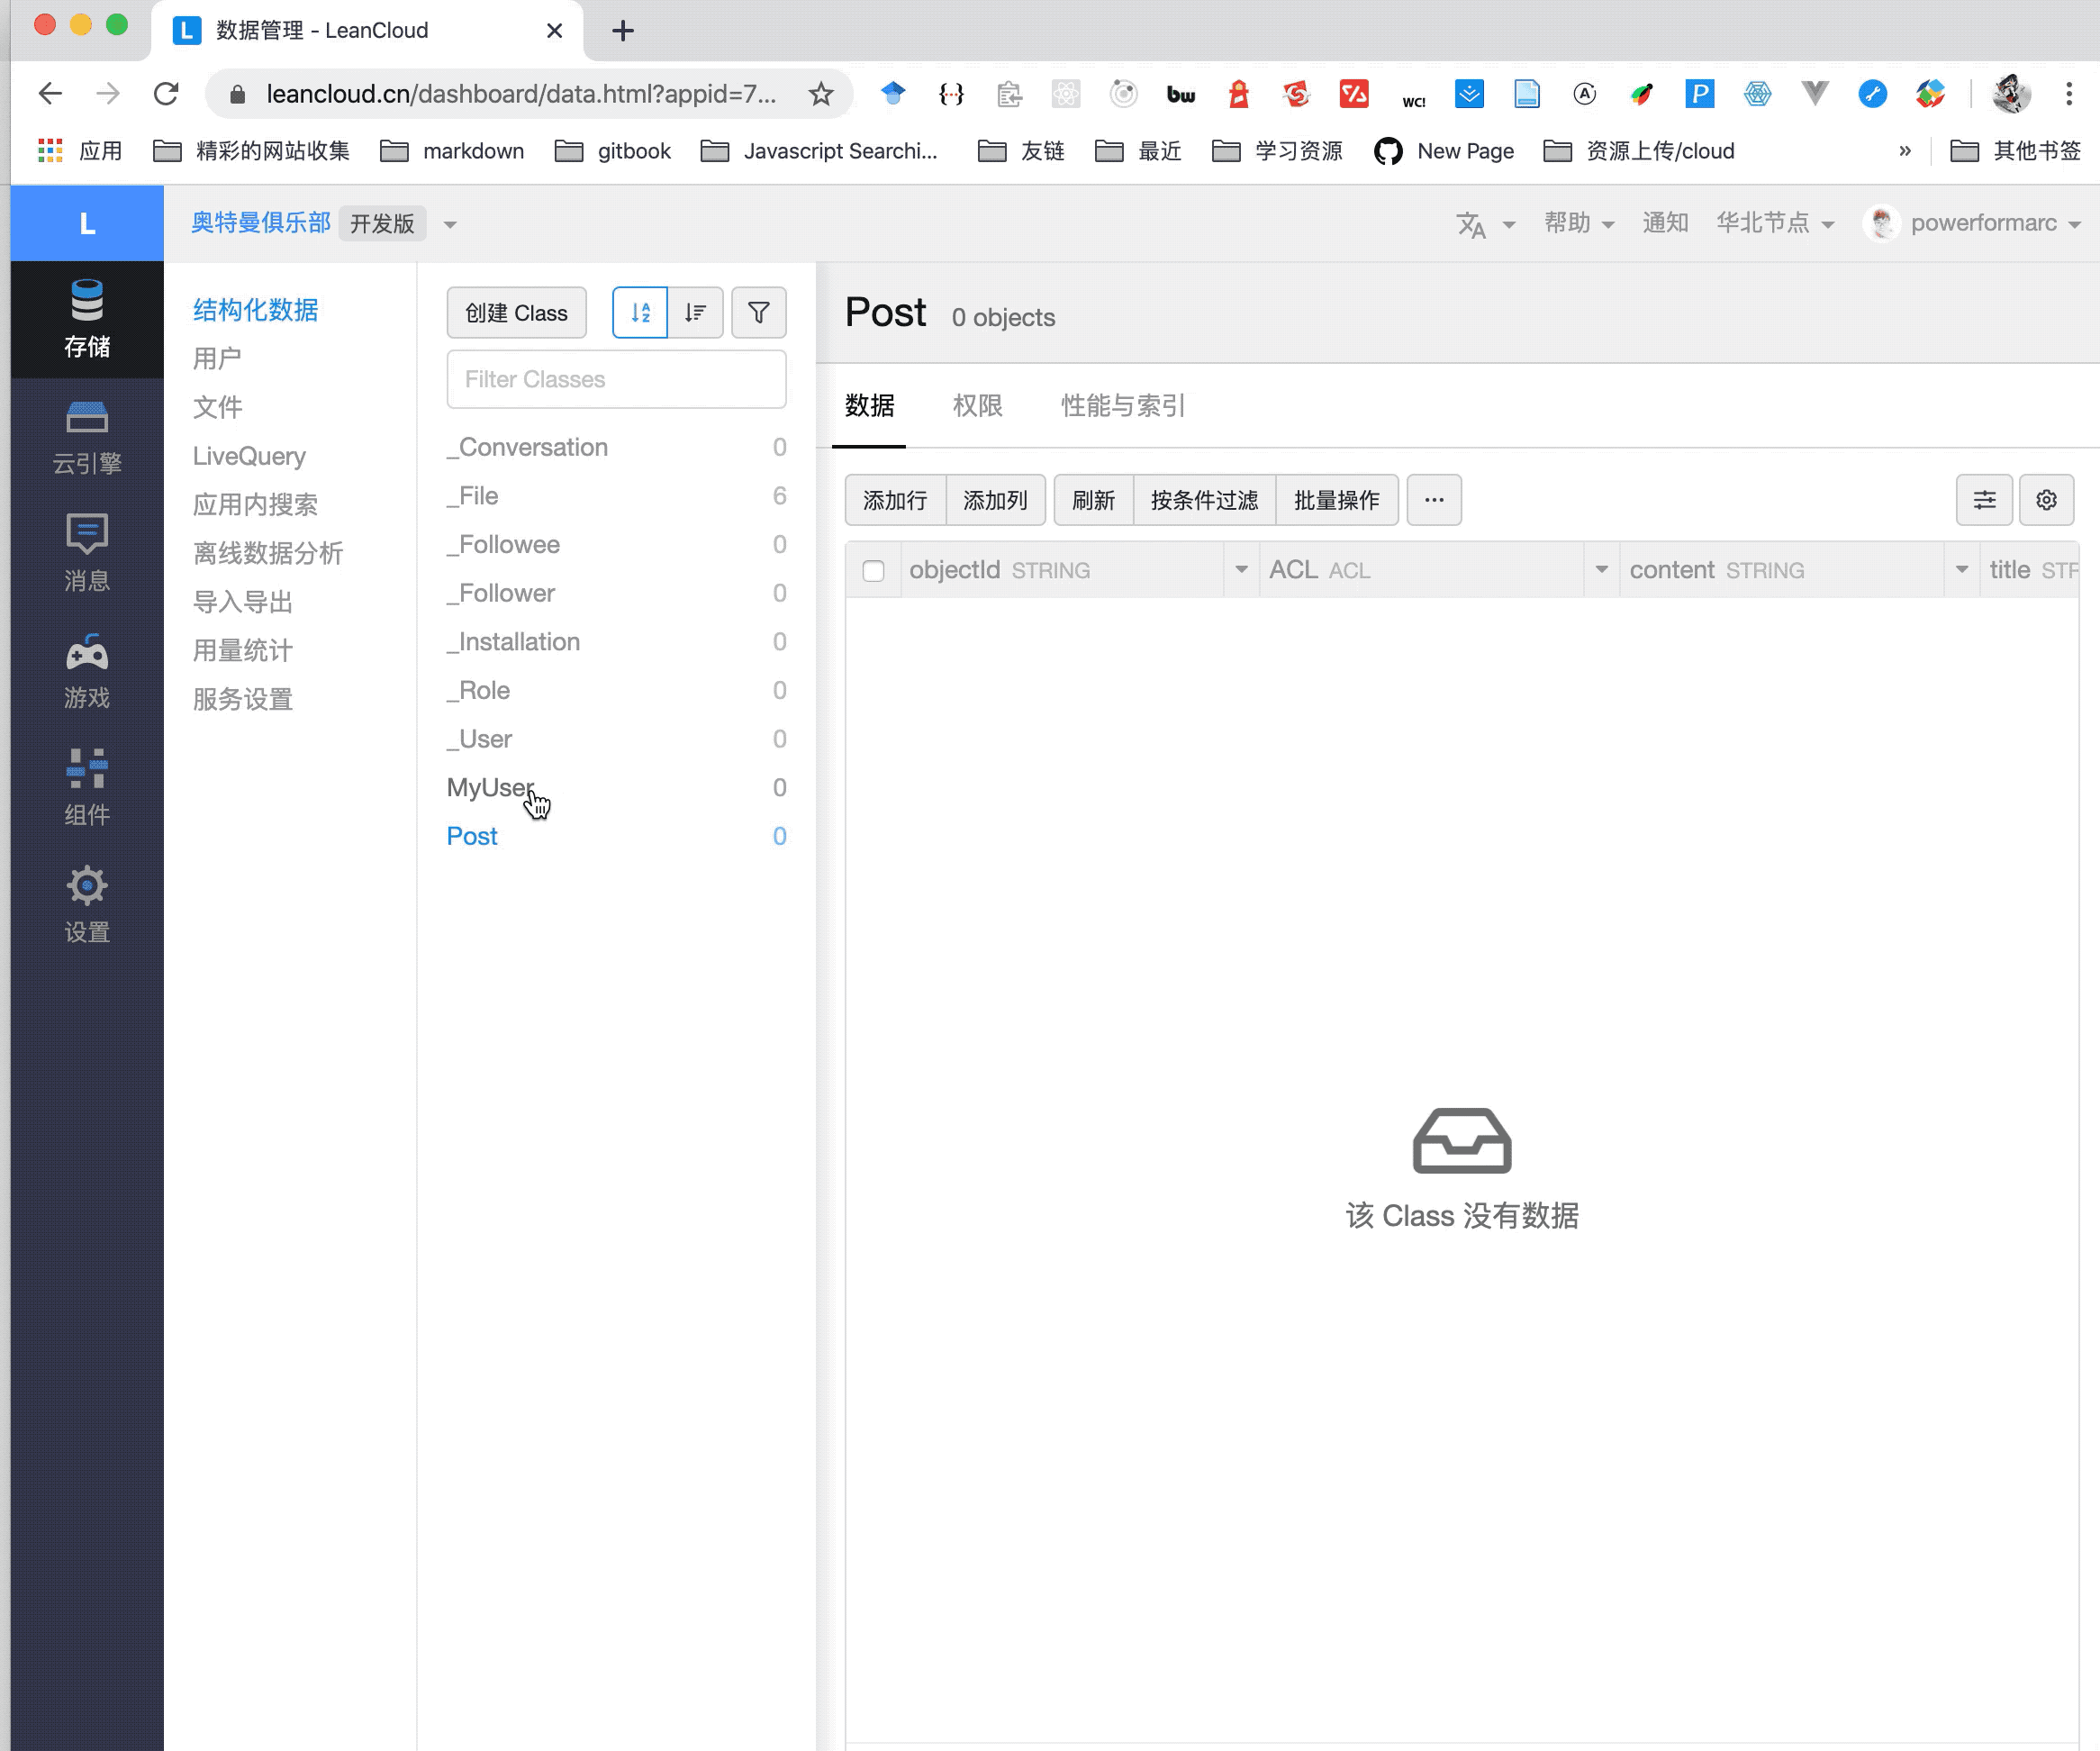 数据管理 - LeanCloud
leancloud.cn/dashboard/data.html?appid=7...
bw
WC!
A
P
应用 精彩的网站收集 markdown gitbook Javascript Searchi... 友链 最近 学习资源 New Page 资源上传/cloud » 其他书签
L
奥特曼俱乐部 开发版
帮助 通知 华北节点 powerformarc
存储
云引擎
消息
游戏
组件
设置
结构化数据
用户
文件
LiveQuery
应用内搜索
离线数据分析
导入导出
用量统计
服务设置
创建 Class
Filter Classes
_Conversation 0
_File 6
_Followee 0
_Follower 0
_Installation 0
_Role 0
_User 0
MyUser 0
Post 0
Post 0 objects
数据 权限 性能与索引
添加行 添加列 刷新 按条件过滤 批量操作 ...
objectId STRING ACL ACL content STRING title STR
该 Class 没有数据